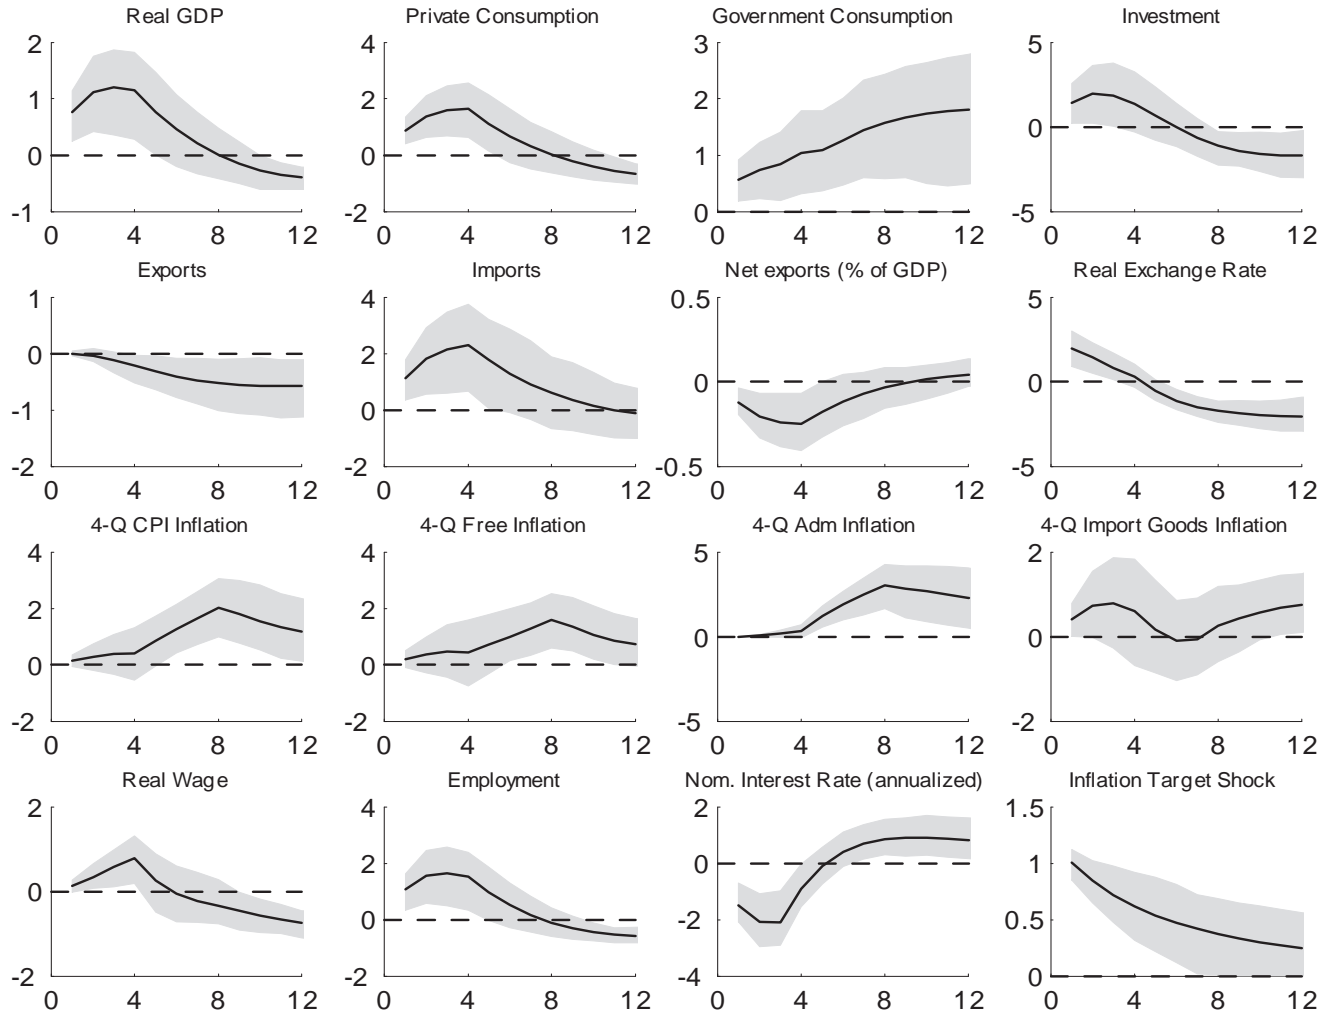 Real GDP
2
1
0
-1
0 4 8 12
Private Consumption
4
2
0
-2
0 4 8 12
Government Consumption
3
2
1
0
0 4 8 12
Investment
5
0
-5
0 4 8 12
Exports
1
0
-1
-2
0 4 8 12
Imports
4
2
0
-2
0 4 8 12
Net exports (% of GDP)
0.5
0
-0.5
0 4 8 12
Real Exchange Rate
5
0
-5
0 4 8 12
4-Q CPI Inflation
4
2
0
-2
0 4 8 12
4-Q Free Inflation
4
2
0
-2
0 4 8 12
4-Q Adm Inflation
5
0
-5
0 4 8 12
4-Q Import Goods Inflation
2
0
-2
0 4 8 12
Real Wage
2
0
-2
0 4 8 12
Employment
4
2
0
-2
0 4 8 12
Nom. Interest Rate (annualized)
2
0
-2
-4
0 4 8 12
Inflation Target Shock
1.5
1
0.5
0
0 4 8 12